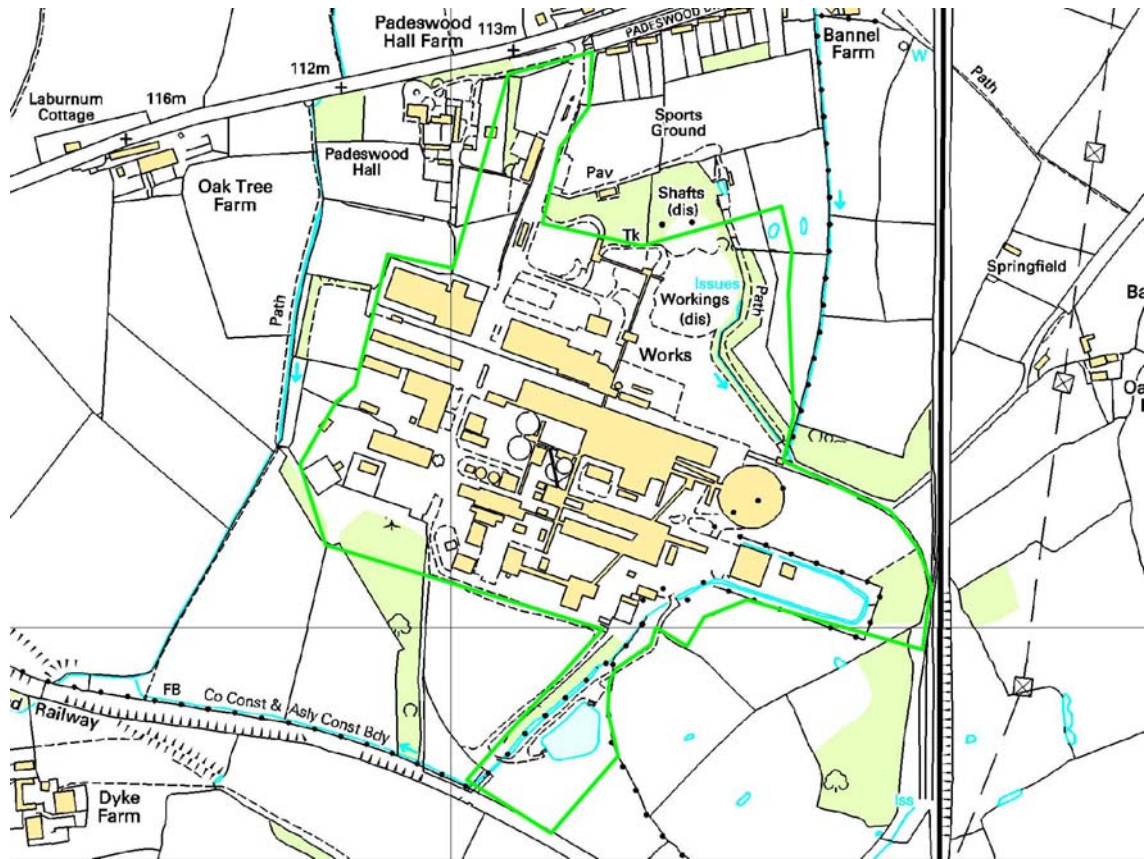 Padeswood
Hall Farm
113m
PADESWOOD
Bannel
Farm
W
112m
116m
Laburnum
Cottage
Path
Sports
Ground
Padeswood
Hall
Oak Tree
Farm
Pav
Shafts
(dis)
Tk
Springfield
Issues
Workings
(dis)
Path
Path
Works
FB
Co Const & Asly Const Bdy
Railway
Dyke
Farm
Iss